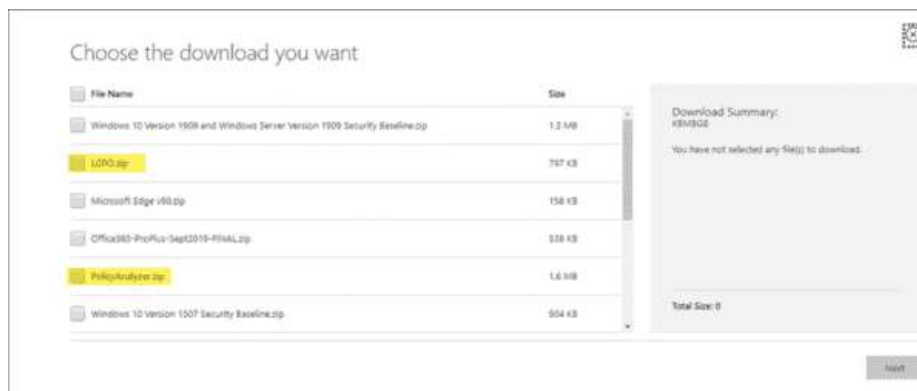 Choose the download you want
File Name Size
Windows 10 Version 1909 and Windows Server Version 1909 Security Baseline.zip 1.3 MB
LGPO.zip 797 KB
Microsoft Edge v80.zip 158 KB
Office365-ProPlus-Sept2019-FINAL.zip KB
PolicyAnalyzer.zip 1.6 MB
Windows 10 Version 1507 Security Baseline.zip 904 KB
Download Summary:
KBMBGB
You have not selected any file(s) to download.
Total Size: 0
Next